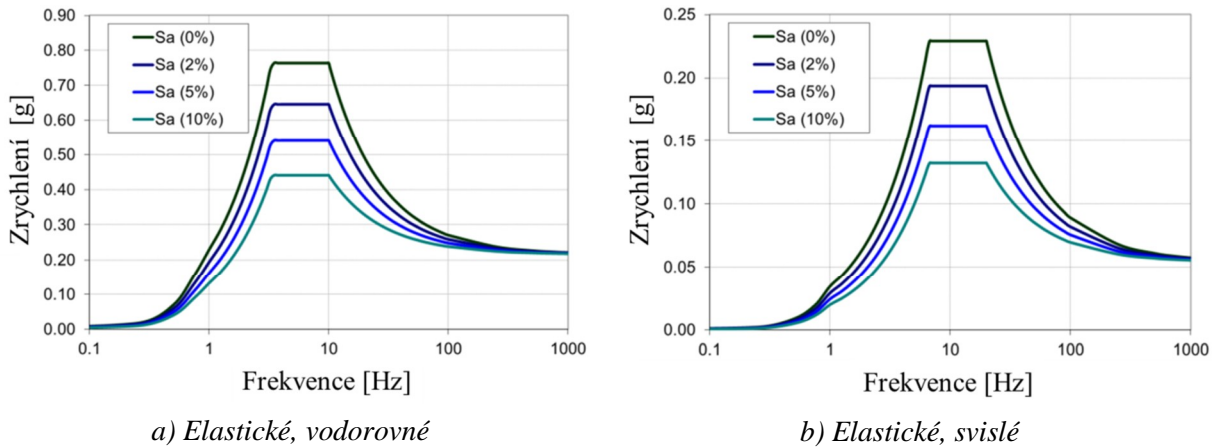 0.90
0.80
0.70
0.60
0.50
0.40
0.30
0.20
0.10
0.00
Zrychlení [g]
Sa (0%)
Sa (2%)
Sa (5%)
Sa (10%)
0.1 1 10 100 1000
Frekvence [Hz]
a) Elastické, vodorovné
0.25
0.20
0.15
0.10
0.05
0.00
Zrychlení [g]
Sa (0%)
Sa (2%)
Sa (5%)
Sa (10%)
0.1 1 10 100 1000
Frekvence [Hz]
b) Elastické, svislé